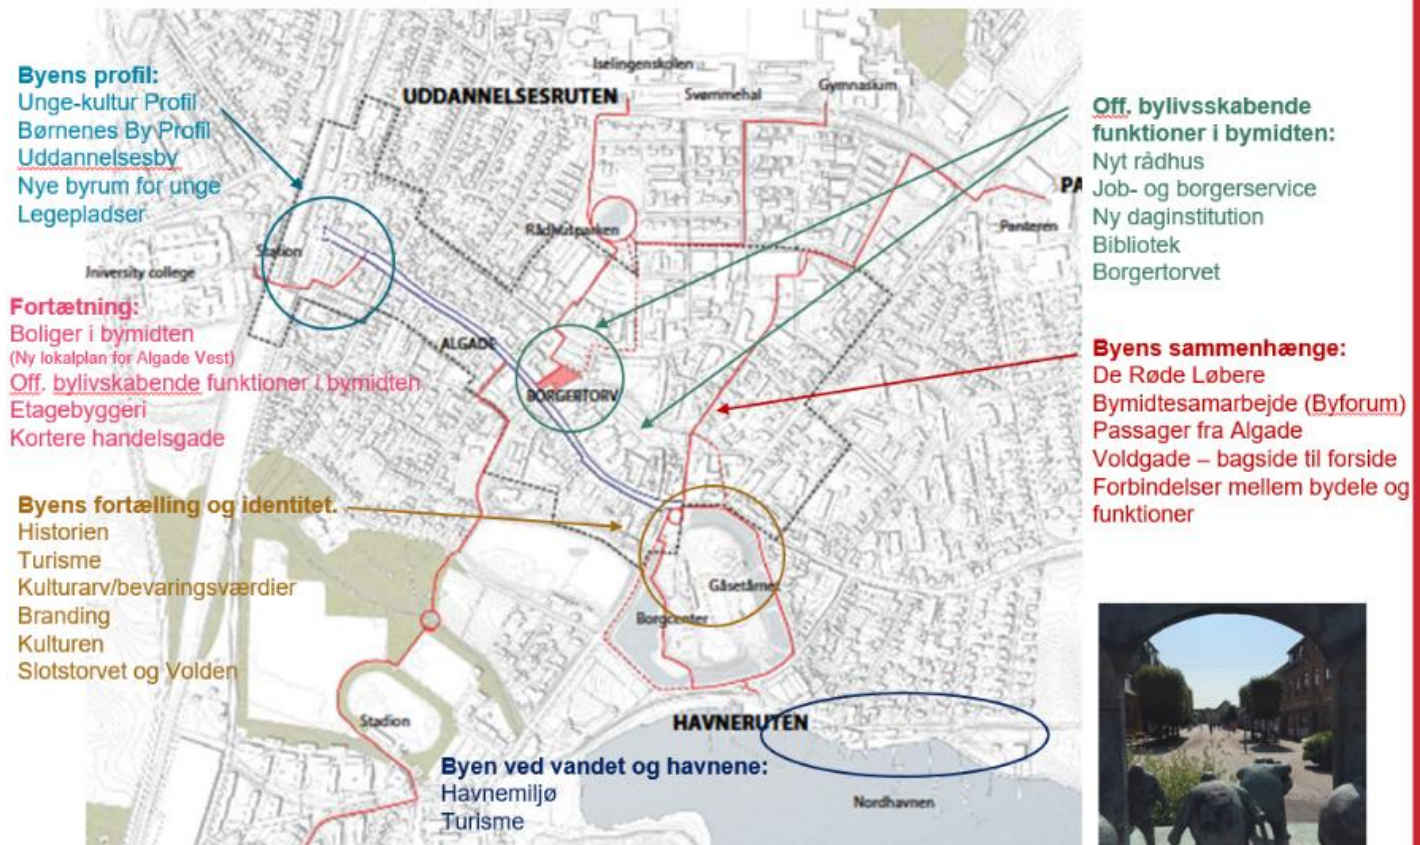 Byens profil:
Unge-kultur Profil
Børnenes By Profil
Uddannelsesby
Nye byrum for unge
Legepladser
Fortætning:
Boliger i bymidten
(Ny lokalplan for Algade Vest)
Off. bylivskabende funktioner i bymidten
Etagebyggeri
Kortere handelsgade
Byens fortælling og identitet.
Historien
Turisme
Kulturarv/bevaringsværdier
Branding
Kulturen
Slotstorvet og Volden
UDDANNELSESRUTEN
Iselingenskolen
Svømmehal
Gymnasium
Rådhusparken
Station
University college
ALGADE
BORGERTORV
PA
Panteren
Gåsetårnet
Borgcenter
Stadion
HAVNERUTEN
Nordhavnen
Byen ved vandet og havnene:
Havnemiljø
Turisme
Off. bylivsskabende
funktioner i bymidten:
Nyt rådhus
Job- og borgerservice
Ny daginstitution
Bibliotek
Borgertorvet
Byens sammenhænge:
De Røde Løbere
Bymidtesamarbejde (Byforum)
Passager fra Algade
Voldgade – bagside til forside
Forbindelser mellem bydele og
funktioner